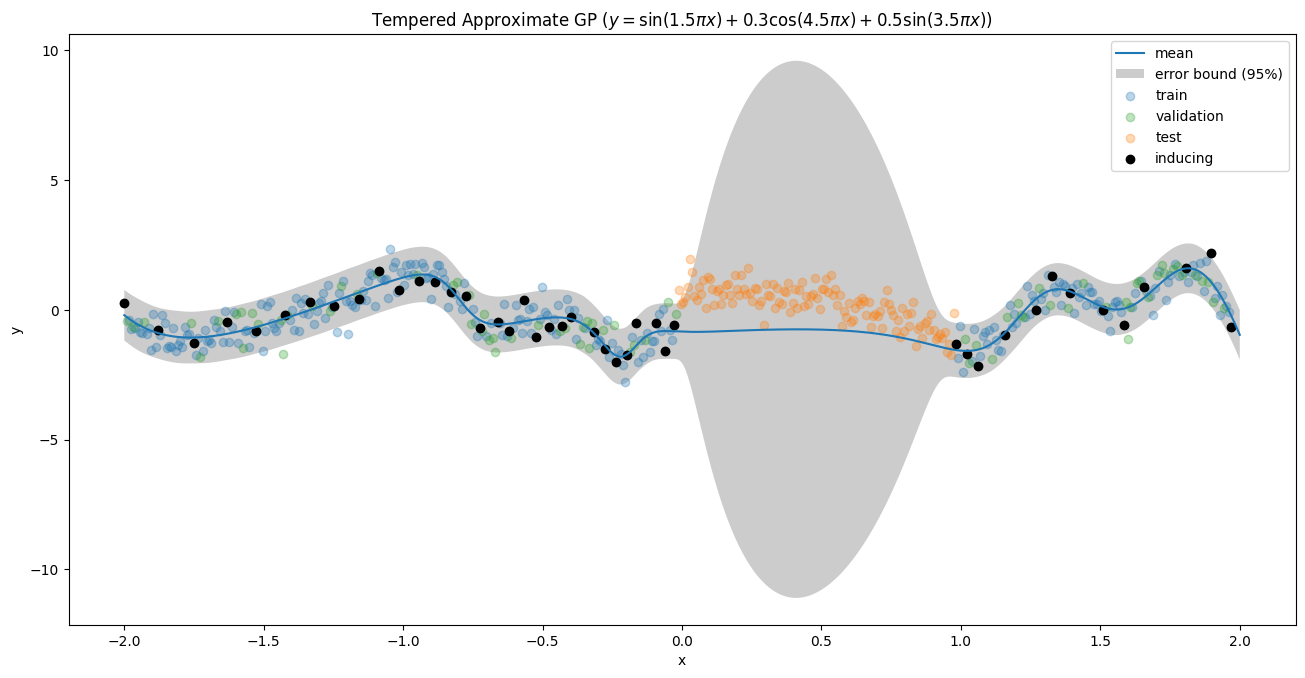 Tempered Approximate GP (y = sin(1.5πx) + 0.3cos(4.5πx) + 0.5sin(3.5πx))
mean
error bound (95%)
train
validation
test
inducing
10
5
0
−5
−10
y
−2.0 −1.5 −1.0 −0.5 0.0 0.5 1.0 1.5 2.0
x